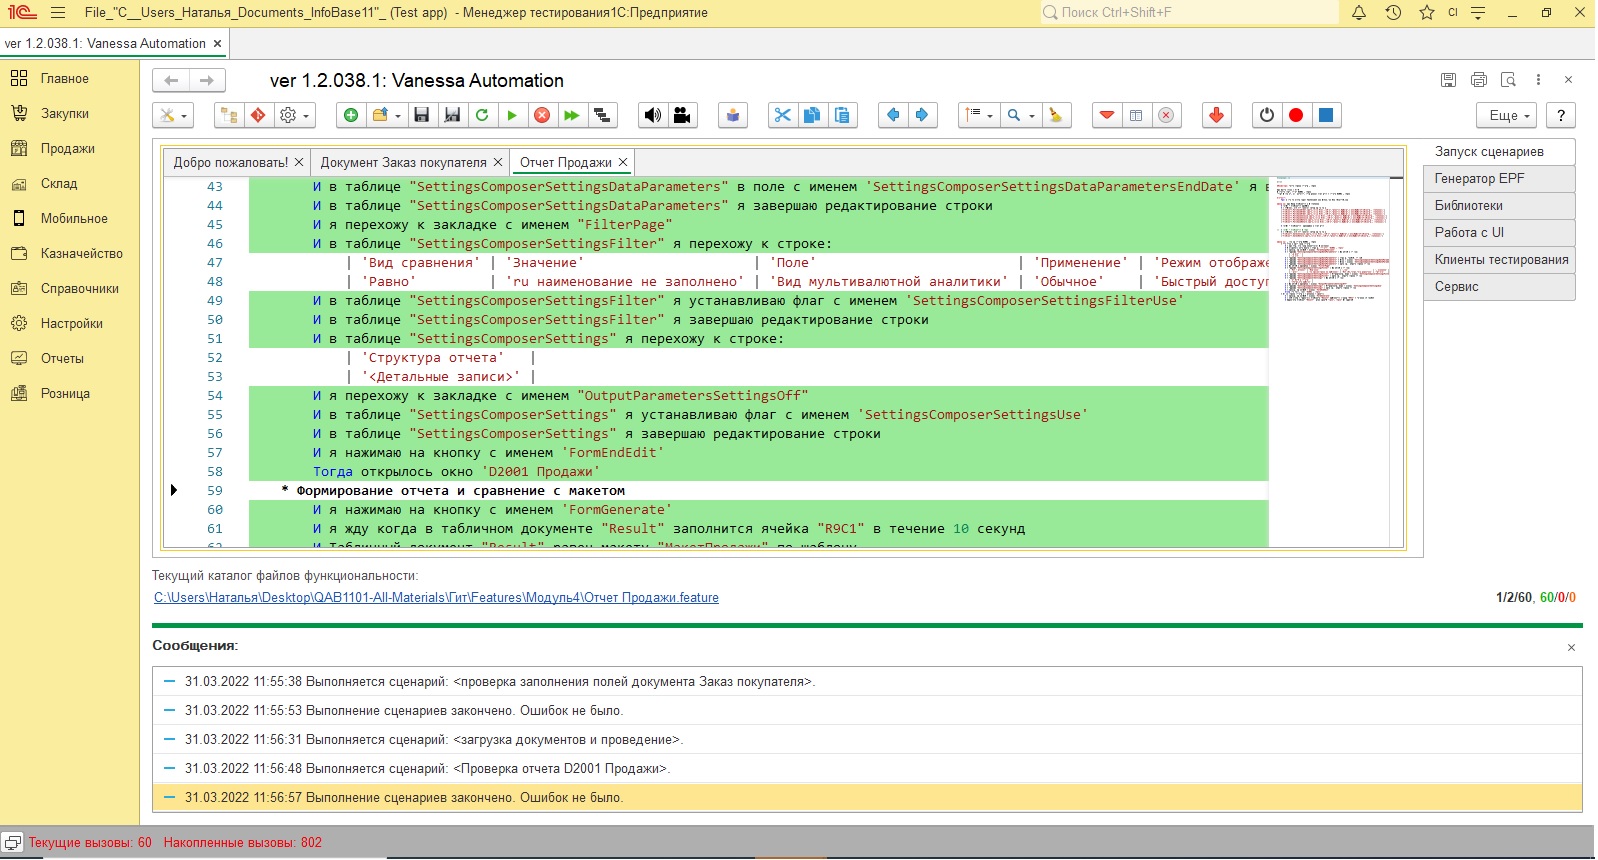 File_"C__Users_Наталья_Documents_InfoBase11"_ (Test app) - Менеджер тестирования1С:Предприятие
Поиск Ctrl+Shift+F
CI
ver 1.2.038.1: Vanessa Automation
Главное
Закупки
Продажи
Склад
Мобильное
Казначейство
Справочники
Настройки
Отчеты
Розница
ver 1.2.038.1: Vanessa Automation
Еще
?
Добро пожаловать!
Документ Заказ покупателя
Отчет Продажи
43 И в таблице "SettingsComposerSettingsDataParameters" в поле с именем 'SettingsComposerSettingsDataParametersEndDate' я в
44 И в таблице "SettingsComposerSettingsDataParameters" я завершаю редактирование строки
45 И я перехожу к закладке с именем "FilterPage"
46 И в таблице "SettingsComposerSettingsFilter" я перехожу к строке:
47 | 'Вид сравнения' | 'Значение' | 'Поле' | 'Применение' | 'Режим отображе
48 | 'Равно' | 'ru наименование не заполнено' | 'Вид мультивалютной аналитики' | 'Обычное' | 'Быстрый доступ
49 И в таблице "SettingsComposerSettingsFilter" я устанавливаю флаг с именем 'SettingsComposerSettingsFilterUse'
50 И в таблице "SettingsComposerSettingsFilter" я завершаю редактирование строки
51 И в таблице "SettingsComposerSettings" я перехожу к строке:
52 | 'Структура отчета' |
53 | '<Детальные записи>' |
54 И я перехожу к закладке с именем "OutputParametersSettingsOff"
55 И в таблице "SettingsComposerSettings" я устанавливаю флаг с именем 'SettingsComposerSettingsUse'
56 И в таблице "SettingsComposerSettings" я завершаю редактирование строки
57 И я нажимаю на кнопку с именем 'FormEndEdit'
58 Тогда открылось окно 'D2001 Продажи'
59 * Формирование отчета и сравнение с макетом
60 И я нажимаю на кнопку с именем 'FormGenerate'
61 И я жду когда в табличном документе "Result" заполнится ячейка "R9C1" в течение 10 секунд
62 И Табличный документ "Result" равен макету "МакетПродажи" по шаблону
Запуск сценариев
Генератор EPF
Библиотеки
Работа с UI
Клиенты тестирования
Сервис
Текущий каталог файлов функциональности:
C:\Users\Наталья\Desktop\QAB1101-All-Materials\Гит\Features\Модуль4\Отчет Продажи.feature
1/2/60, 60/0/0
Сообщения:
31.03.2022 11:55:38 Выполняется сценарий: <проверка заполнения полей документа Заказ покупателя>.
31.03.2022 11:55:53 Выполнение сценариев закончено. Ошибок не было.
31.03.2022 11:56:31 Выполняется сценарий: <загрузка документов и проведение>.
31.03.2022 11:56:48 Выполняется сценарий: <Проверка отчета D2001 Продажи>.
31.03.2022 11:56:57 Выполнение сценариев закончено. Ошибок не было.
Текущие вызовы: 60 Накопленные вызовы: 802